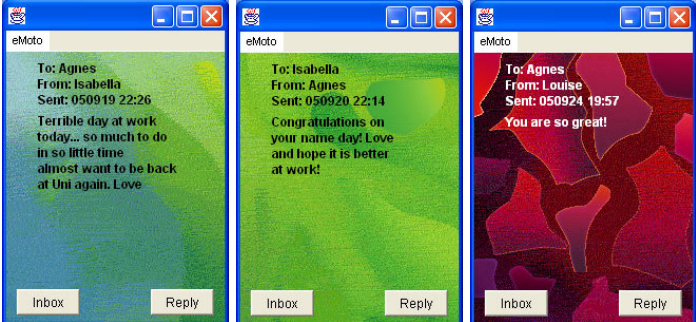 eMoto
To: Agnes
From: Isabella
Sent: 050919 22:26
Terrible day at work
today... so much to do
in so little time
almost want to be back
at Uni again. Love
Inbox
Reply
eMoto
To: Isabella
From: Agnes
Sent: 050920 22:14
Congratulations on
your name day! Love
and hope it is better
at work!
Inbox
Reply
eMoto
To: Agnes
From: Louise
Sent: 050924 19:57
You are so great!
Inbox
Reply